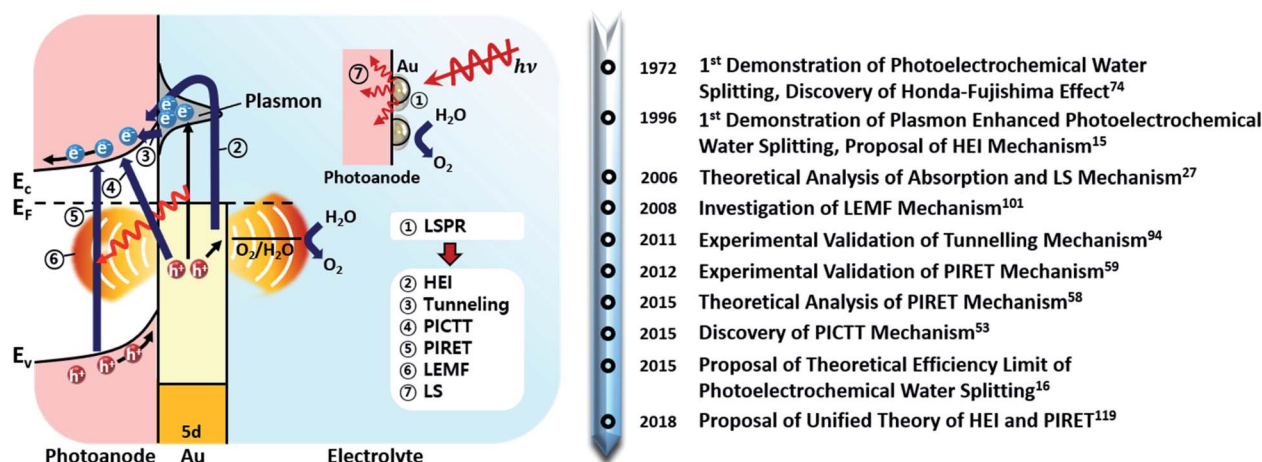 e⁻
e⁻
e⁻
e⁻
e⁻
e⁻
Plasmon
②
③
④
E_c
E_F
⑤
⑥
h⁺
h⁺
O₂/H₂O
H₂O
O₂
E_v
h⁺
h⁺
h⁺
5d
Photoanode
Au
Electrolyte
⑦
Au
①
hν
H₂O
O₂
Photoanode
① LSPR
② HEI
③ Tunneling
④ PICTT
⑤ PIRET
⑥ LEMF
⑦ LS
1972 1st Demonstration of Photoelectrochemical Water
Splitting, Discovery of Honda-Fujishima Effect74
1996 1st Demonstration of Plasmon Enhanced Photoelectrochemical
Water Splitting, Proposal of HEI Mechanism15
2006 Theoretical Analysis of Absorption and LS Mechanism27
2008 Investigation of LEMF Mechanism101
2011 Experimental Validation of Tunnelling Mechanism94
2012 Experimental Validation of PIRET Mechanism59
2015 Theoretical Analysis of PIRET Mechanism58
2015 Discovery of PICTT Mechanism53
2015 Proposal of Theoretical Efficiency Limit of
Photoelectrochemical Water Splitting16
2018 Proposal of Unified Theory of HEI and PIRET119